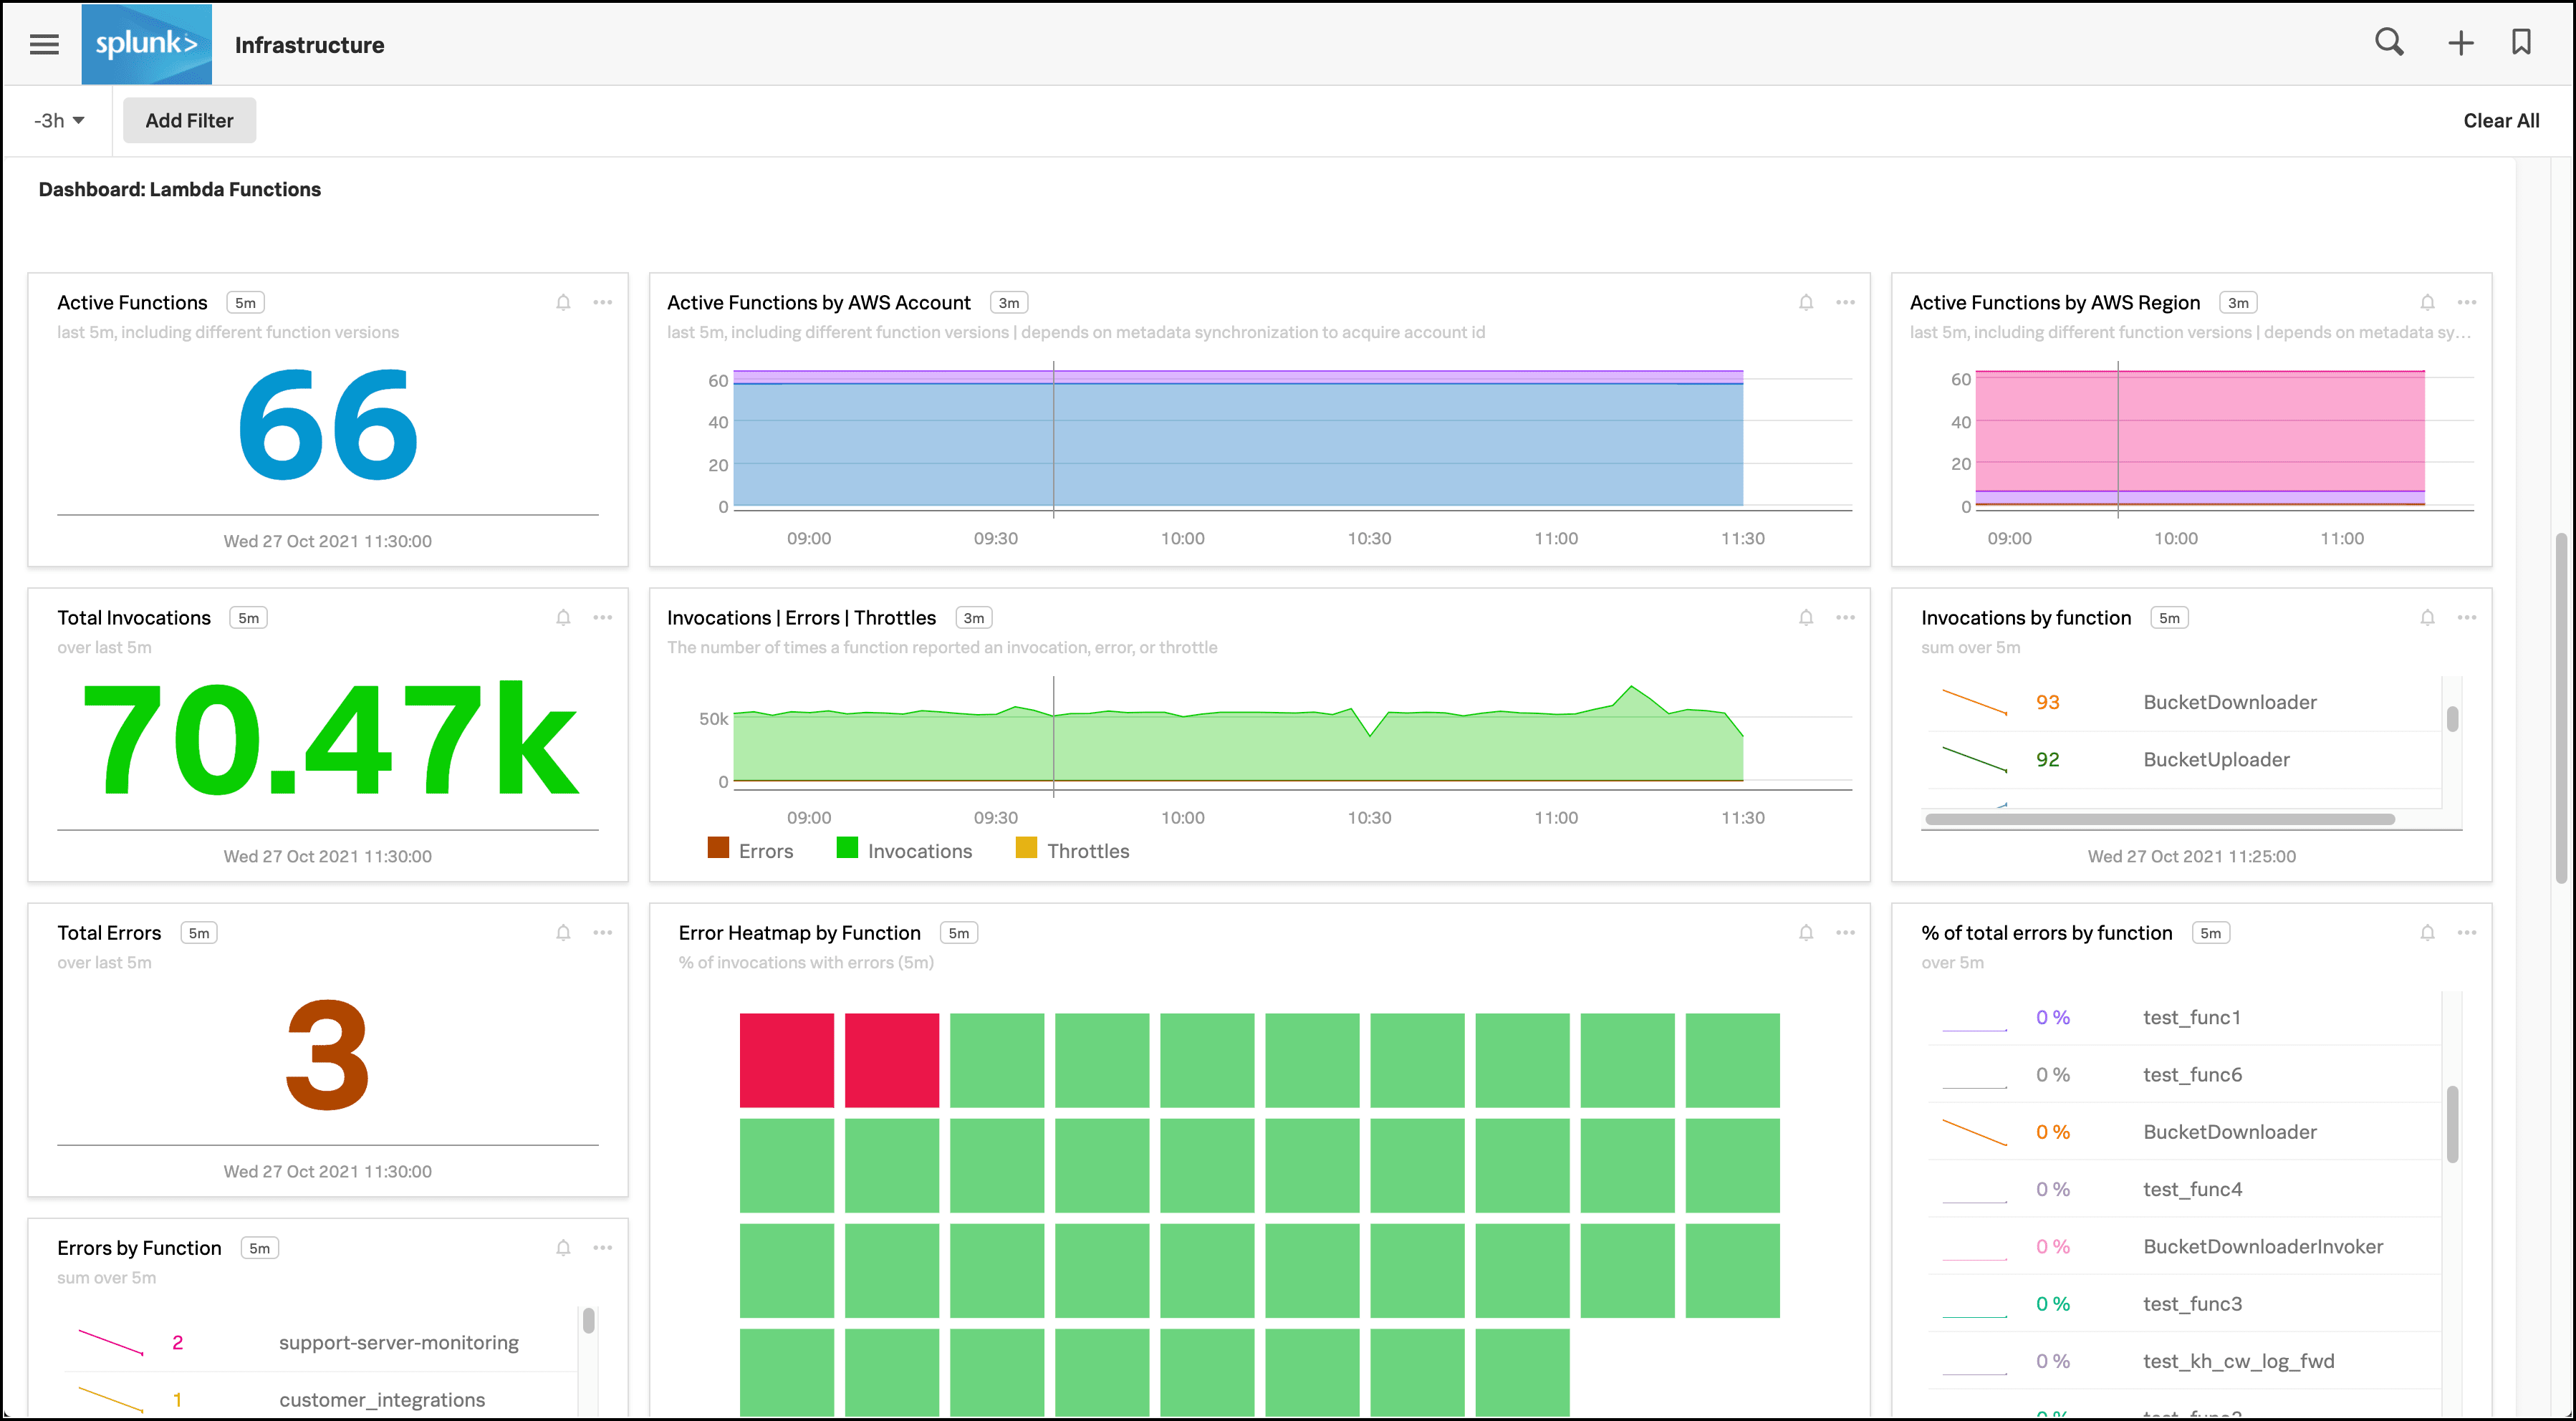 splunk>
Infrastructure
-3h
Add Filter
Clear All
Dashboard: Lambda Functions
Active Functions 5m
last 5m, including different function versions
66
Wed 27 Oct 2021 11:30:00
Active Functions by AWS Account 3m
last 5m, including different function versions | depends on metadata synchronization to acquire account id
60
40
20
0
09:00 09:30 10:00 10:30 11:00 11:30
Active Functions by AWS Region 3m
last 5m, including different function versions | depends on metadata sy…
60
40
20
0
09:00 10:00 11:00
Total Invocations 5m
over last 5m
70.47k
Wed 27 Oct 2021 11:30:00
Invocations | Errors | Throttles 3m
The number of times a function reported an invocation, error, or throttle
50k
0
09:00 09:30 10:00 10:30 11:00 11:30
Errors Invocations Throttles
Invocations by function 5m
sum over 5m
93 BucketDownloader
92 BucketUploader
Wed 27 Oct 2021 11:25:00
Total Errors 5m
over last 5m
3
Wed 27 Oct 2021 11:30:00
Errors by Function 5m
sum over 5m
2 support-server-monitoring
1 customer_integrations
Error Heatmap by Function 5m
% of invocations with errors (5m)
% of total errors by function 5m
over 5m
0 % test_func1
0 % test_func6
0 % BucketDownloader
0 % test_func4
0 % BucketDownloaderInvoker
0 % test_func3
0 % test_kh_cw_log_fwd